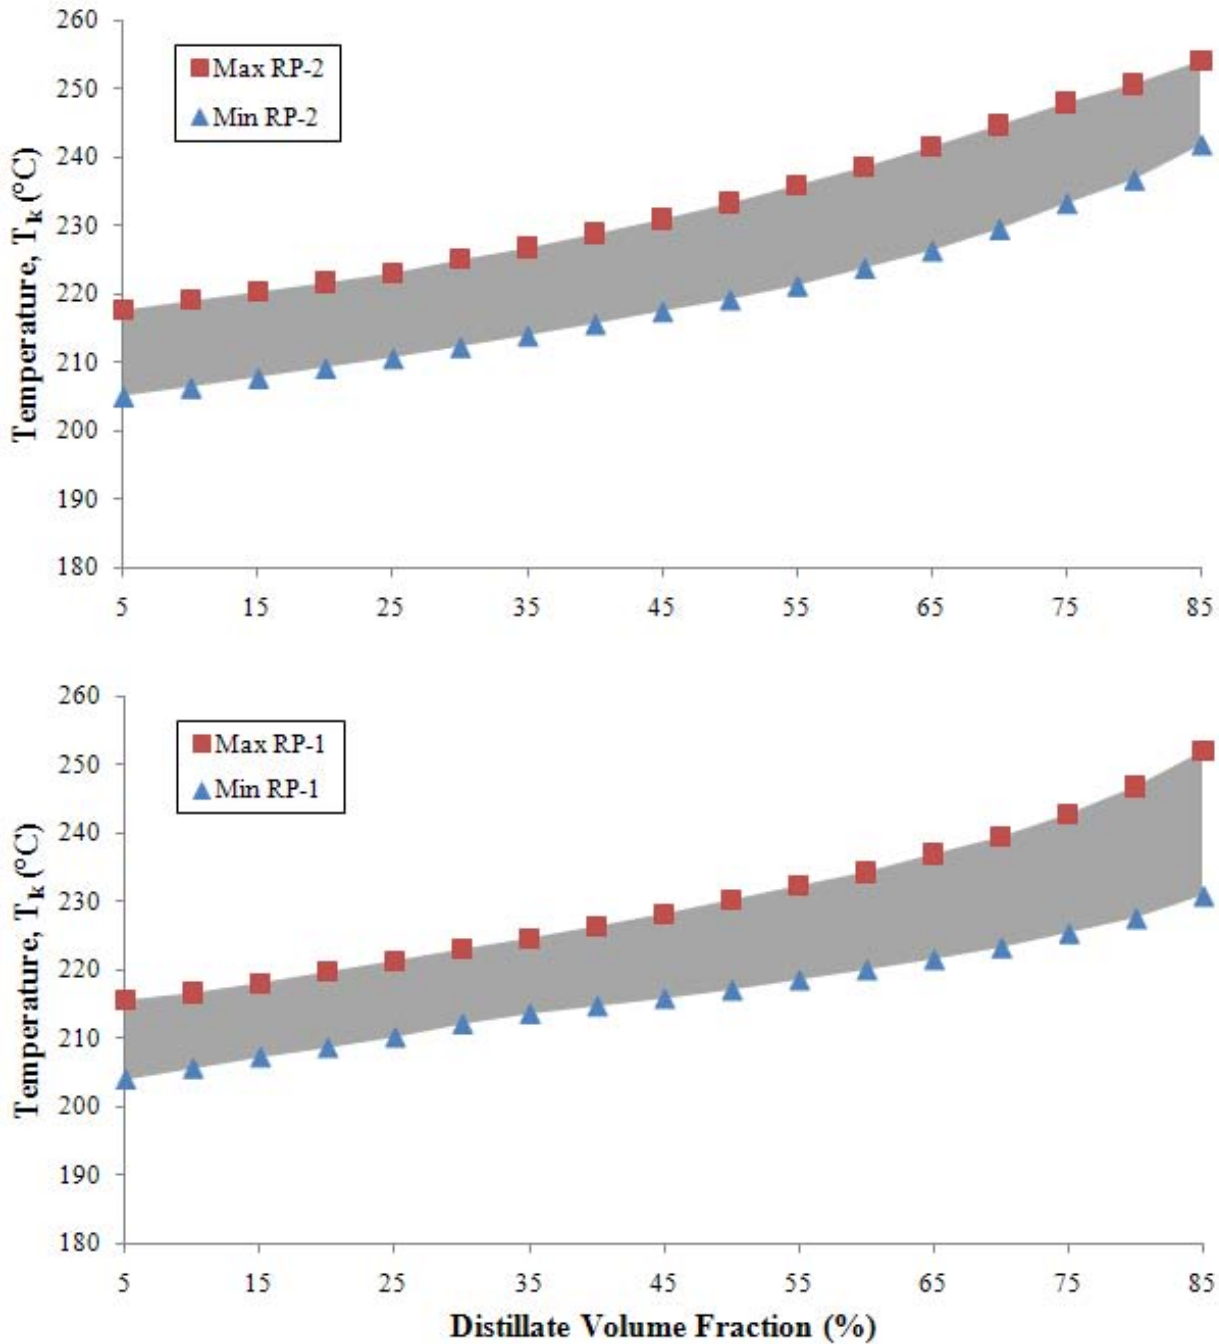 260
250
240
230
220
210
200
190
180
Temperature, Tk (°C)
Max RP-2
Min RP-2
5 15 25 35 45 55 65 75 85
260
250
240
230
220
210
200
190
180
Temperature, Tk (°C)
Max RP-1
Min RP-1
5 15 25 35 45 55 65 75 85
Distillate Volume Fraction (%)